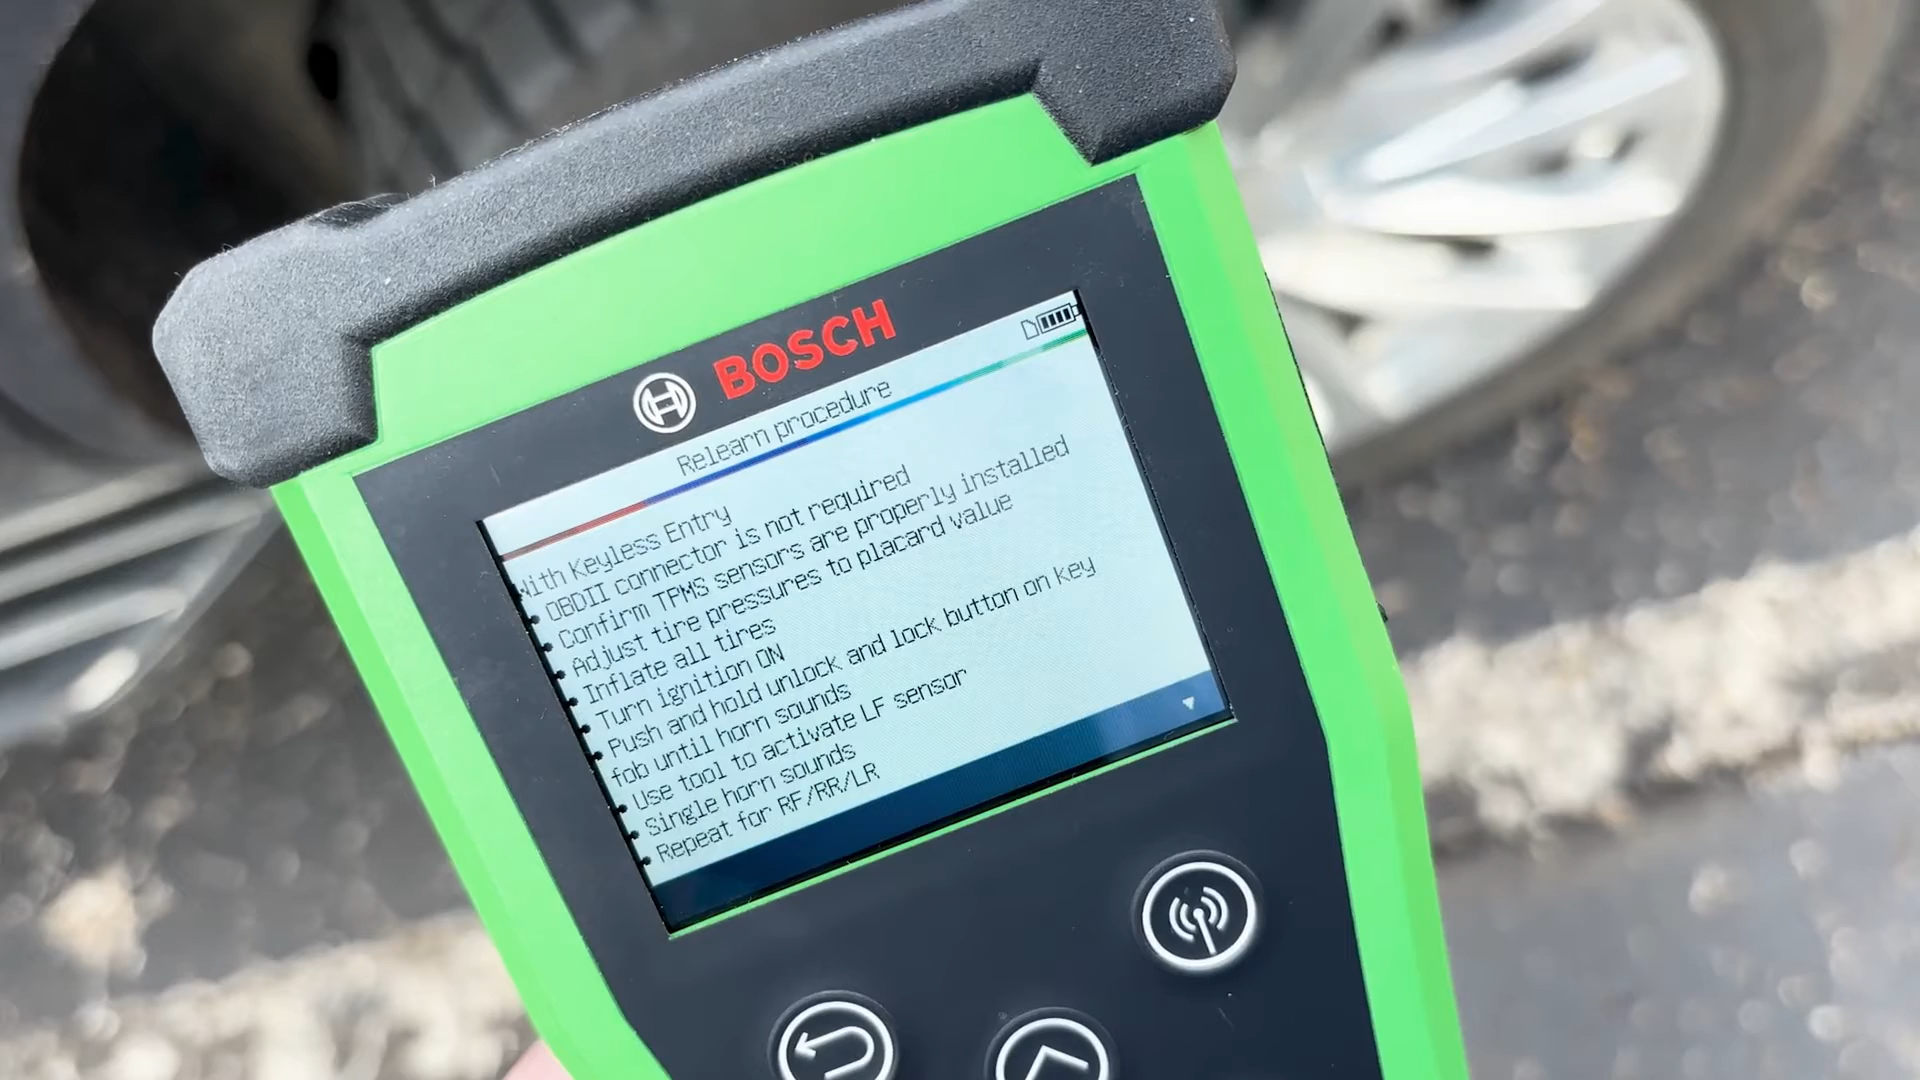 BOSCH
Relearn procedure
With Keyless Entry
• OBDII connector is not required
• Confirm TPMS sensors are properly installed
• Adjust tire pressures to placard value
• Inflate all tires
• Turn ignition ON
• Push and hold unlock and lock button on key
fob until horn sounds
• Use tool to activate LF sensor
• Single horn sounds
• Repeat for RF/RR/LR